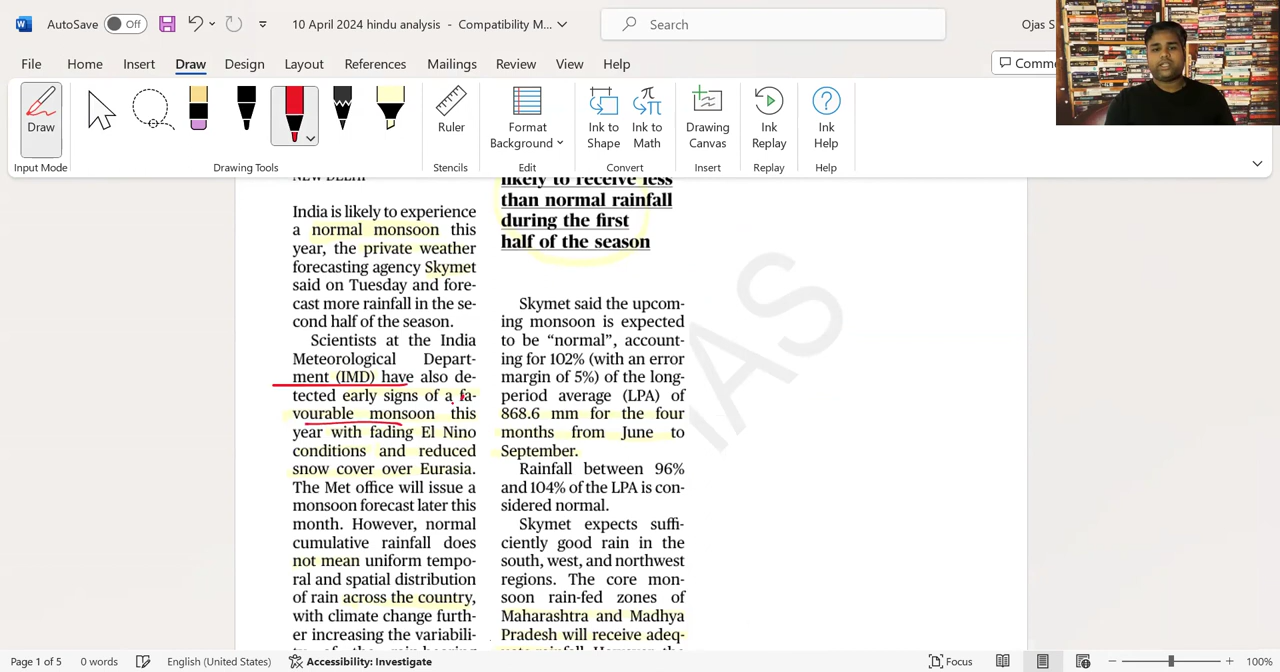 AutoSave
Off
10 April 2024 hindu analysis - Compatibility M...
Search
Ojas S
File
Home
Insert
Draw
Design
Layout
References
Mailings
Review
View
Help
Comme
Draw
Ruler
Format
Background
Ink to
Shape
Ink to
Math
Drawing
Canvas
Ink
Replay
Ink
Help
Input Mode
Drawing Tools
Stencils
Edit
Convert
Insert
Replay
Help
NEW DELHI
India is likely to experience
a normal monsoon this
year, the private weather
forecasting agency Skymet
said on Tuesday and fore-
cast more rainfall in the se-
cond half of the season.
Scientists at the India
Meteorological Depart-
ment (IMD) have also de-
tected early signs of a fa-
vourable monsoon this
year with fading El Nino
conditions and reduced
snow cover over Eurasia.
The Met office will issue a
monsoon forecast later this
month. However, normal
cumulative rainfall does
not mean uniform tempo-
ral and spatial distribution
of rain across the country,
with climate change furth-
er increasing the variabili-
ty of the rain-bearing
likely to receive less
than normal rainfall
during the first
half of the season
Skymet said the upcom-
ing monsoon is expected
to be “normal”, account-
ing for 102% (with an error
margin of 5%) of the long-
period average (LPA) of
868.6 mm for the four
months from June to
September.
Rainfall between 96%
and 104% of the LPA is con-
sidered normal.
Skymet expects suffi-
ciently good rain in the
south, west, and northwest
regions. The core mon-
soon rain-fed zones of
Maharashtra and Madhya
Pradesh will receive adeq-
uate rainfall. However, the
IAS
Page 1 of 5
0 words
English (United States)
Accessibility: Investigate
Focus
100%